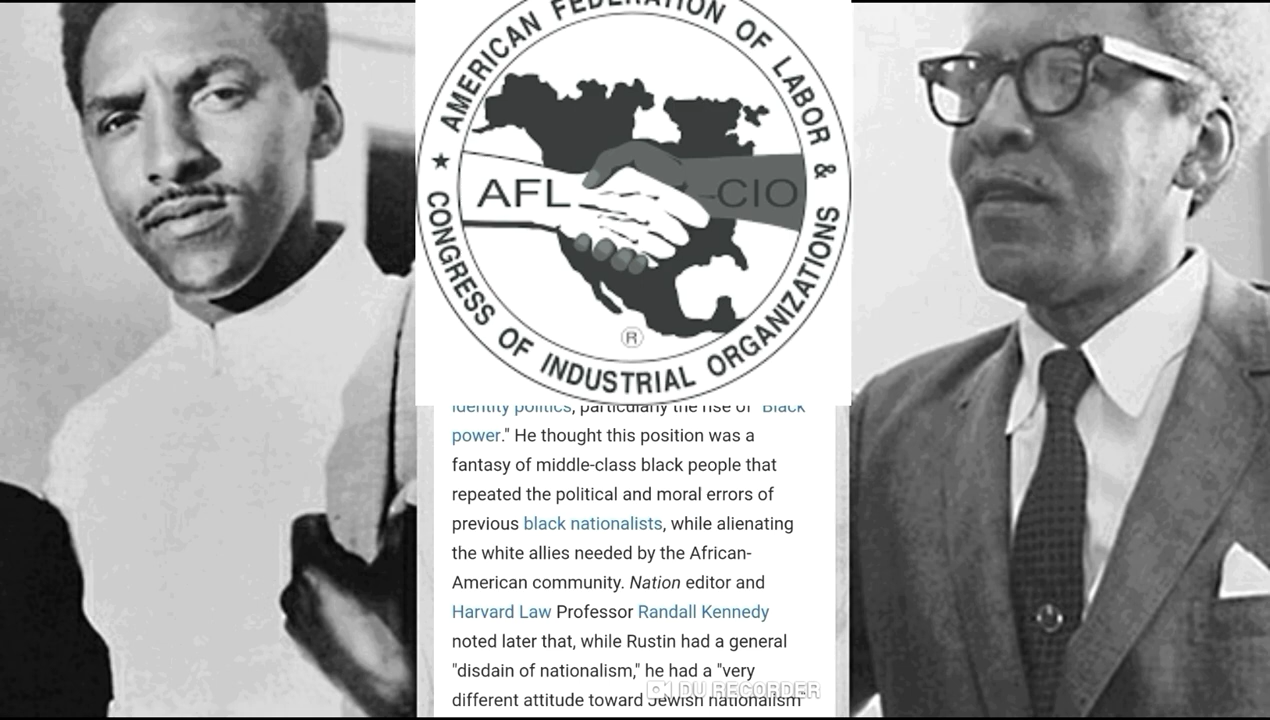 AMERICAN FEDERATION OF LABOR &
CONGRESS OF INDUSTRIAL ORGANIZATIONS
AFL-CIO
®
identity politics, particularly the rise of "Black
power." He thought this position was a
fantasy of middle-class black people that
repeated the political and moral errors of
previous black nationalists, while alienating
the white allies needed by the African-
American community. Nation editor and
Harvard Law Professor Randall Kennedy
noted later that, while Rustin had a general
"disdain of nationalism," he had a "very
different attitude toward Jewish nationalism"
DU RECORDER